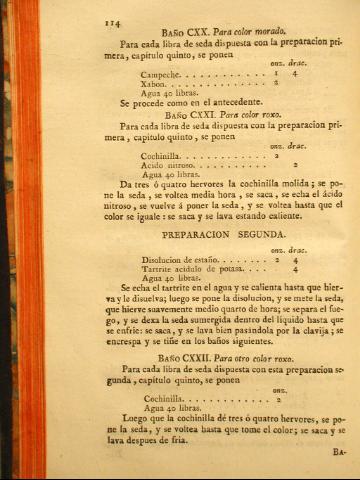 114
BAÑO CXX. Para color morado.
Para cada libra de seda dispuesta con la preparacion pri-
mera, capítulo quinto, se ponen
onz. drac.
Campeche. . . . . . . . . . . . . 1 4
Xabon. . . . . . . . . . . . . . 2
Agua 40 libras.
Se procede como en el antecedente.
BAÑO CXXI. Para color roxo.
Para cada libra de seda dispuesta con la preparacion pri-
mera, capitulo quinto, se ponen
onz. drac.
Cochinilla. . . . . . . . . . . . 2
Acido nitroso. . . . . . . . . . . 2
Agua 40 libras.
Da tres ó quatro hervores la cochinilla molida; se po-
ne la seda, se voltea media hora, se saca, se echa el ácido
nitroso, se vuelve á poner la seda, y se voltea hasta que el
color se iguale: se saca y se lava estando caliente.
PREPARACION SEGUNDA.
onz. drac.
Disolucion de estaño. . . . . . . . 2 4
Tartrite acídulo de potasa. . . . . 4
Agua 40 libras.
Se echa el tartrite en el agua y se calienta hasta que hier-
va y le disuelva; luego se pone la disolucion, y se mete la seda,
que hierve suavemente medio quarto de hora; se separa el fue-
go, y se dexa la seda sumergida dentro del líquido hasta que
se enfrie: se saca, y se lava bien pasándola por la clavija; se
encrespa y se tiñe en los baños siguientes.
BAÑO CXXII. Para otro color roxo.
Para cada libra de seda dispuesta con esta preparacion se-
gunda, capítulo quinto, se ponen
onz.
Cochinilla. . . . . . . . . . . . 2
Agua 40 libras.
Luego que la cochinilla dé tres ó quatro hervores, se po-
ne la seda, y se voltea hasta que tome el color; se saca y se
lava despues de fria.
BA-